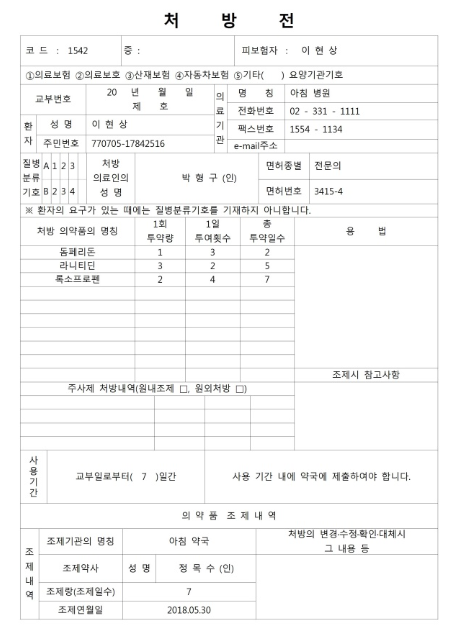 처 방 전
코 드 : 1542 증 : 피보험자 : 이 현 상
①의료보험 ②의료보호 ③산재보험 ④자동차보험 ⑤기타( ) 요양기관기호
교부번호 20 년 월 일 제 호
의료기관 명 칭 아침 병원
전화번호 02 - 331 - 1111
환자 성 명 이 현 상 팩스번호 1554 - 1134
주민번호 770705-17842516 e-mail주소
질병분류기호 A 1 2 3
B 2 3 4
처방 의료인의 성 명 박 형 구 (인) 면허종별 전문의
면허번호 3415-4
※ 환자의 요구가 있는 때에는 질병분류기호를 기재하지 아니합니다.
처방 의약품의 명칭 1회 투약량 1일 투여횟수 총 투약일수 용 법
돔페리돈 1 3 2
라니티딘 3 2 5
록소프로펜 2 4 7
조제시 참고사항
주사제 처방내역(원내조제 □, 원외처방 □)
사용기간 교부일로부터( 7 )일간 사용 기간 내에 약국에 제출하여야 합니다.
의 약 품 조 제 내 역
조제내역 조제기관의 명칭 아침 약국 처방의 변경·수정·확인·대체시 그 내용 등
조제약사 성 명 정 목 수 (인)
조제량(조제일수) 7
조제연월일 2018.05.30